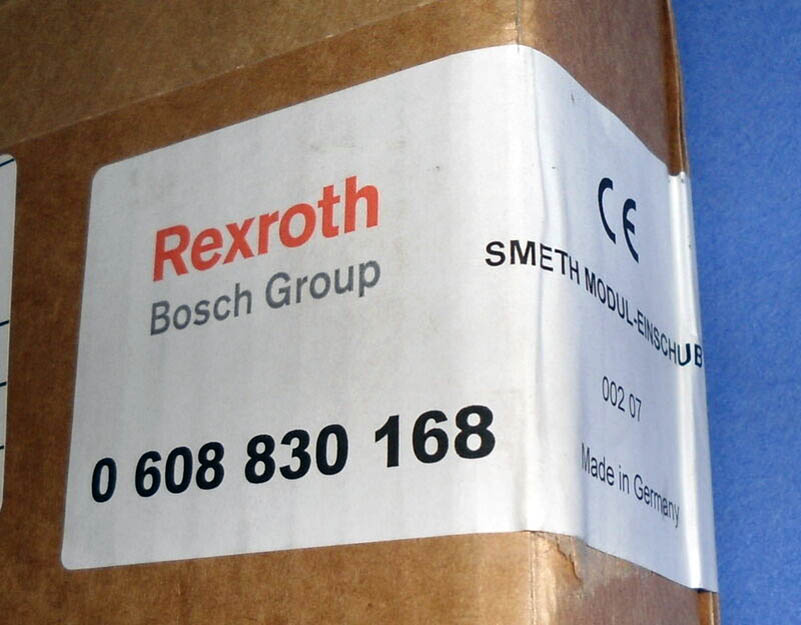 Rexroth
Bosch Group
0 608 830 168
CE
SMETH MODUL-EINSCHUB
002 07
Made in Germany